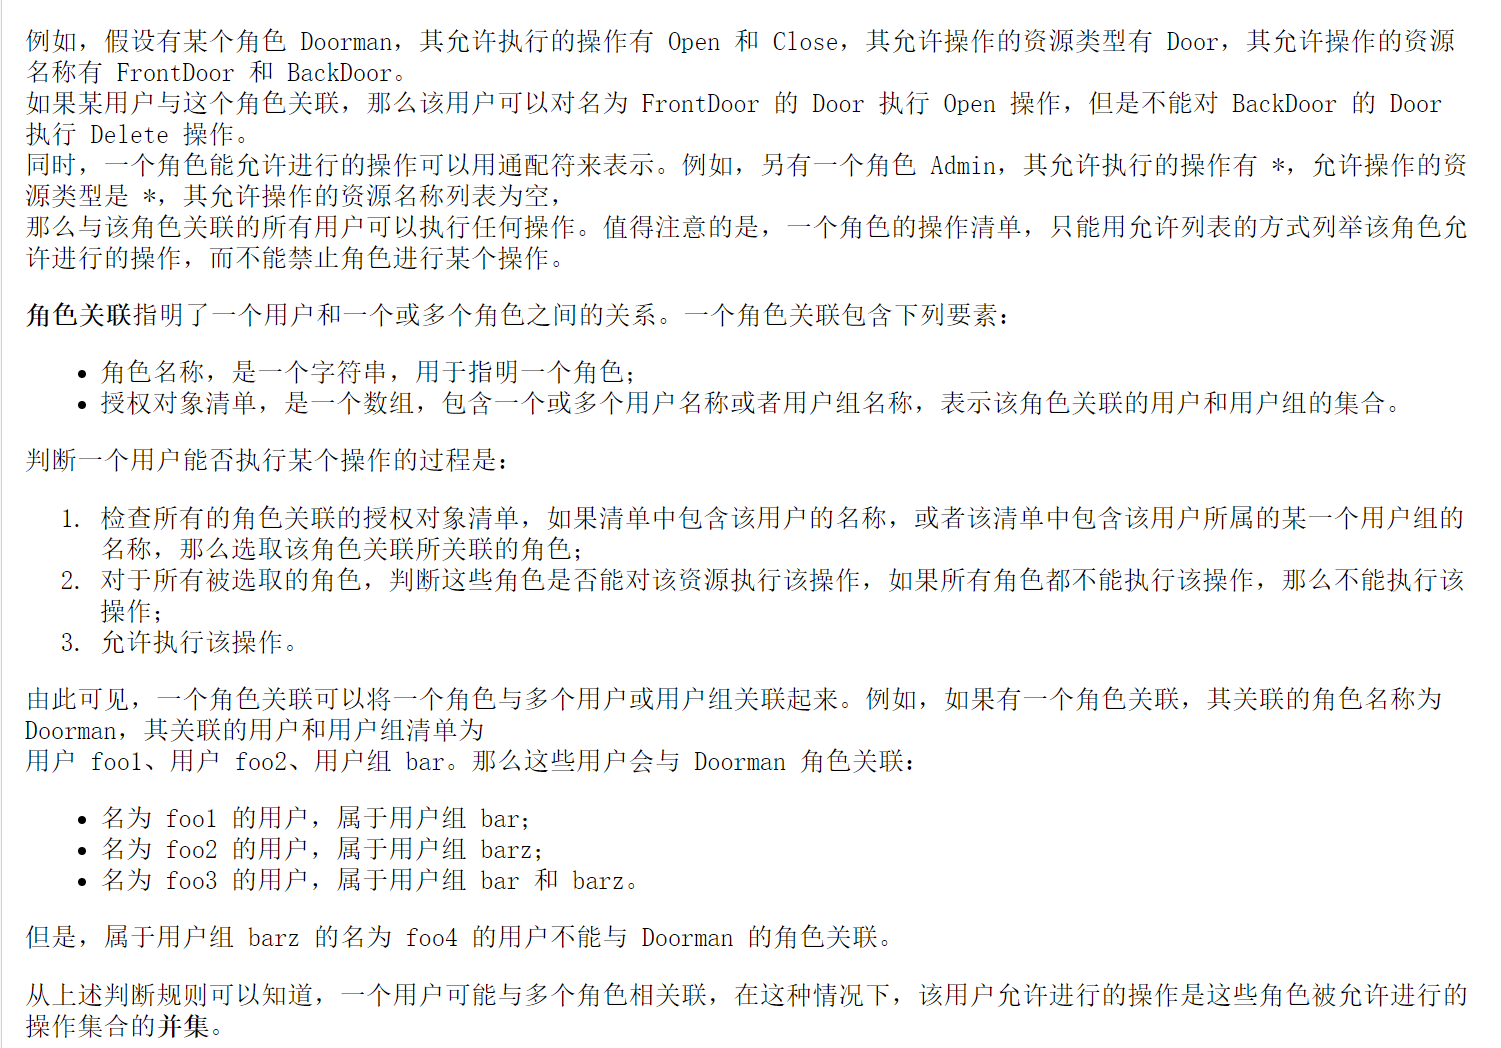 例如，假设有某个角色 Doorman，其允许执行的操作有 Open 和 Close，其允许操作的资源类型有 Door，其允许操作的资源
名称有 FrontDoor 和 BackDoor。
如果某用户与这个角色关联，那么该用户可以对名为 FrontDoor 的 Door 执行 Open 操作，但是不能对 BackDoor 的 Door
执行 Delete 操作。
同时，一个角色能允许进行的操作可以用通配符来表示。例如，另有一个角色 Admin，其允许执行的操作有 *，允许操作的资
源类型是 *，其允许操作的资源名称列表为空，
那么与该角色关联的所有用户可以执行任何操作。值得注意的是，一个角色的操作清单，只能用允许列表的方式列举该角色允
许进行的操作，而不能禁止角色进行某个操作。
角色关联指明了一个用户和一个或多个角色之间的关系。一个角色关联包含下列要素：
• 角色名称，是一个字符串，用于指明一个角色；
• 授权对象清单，是一个数组，包含一个或多个用户名称或者用户组名称，表示该角色关联的用户和用户组的集合。
判断一个用户能否执行某个操作的过程是：
1. 检查所有的角色关联的授权对象清单，如果清单中包含该用户的名称，或者该清单中包含该用户所属的某一个用户组的
名称，那么选取该角色关联所关联的角色；
2. 对于所有被选取的角色，判断这些角色是否能对该资源执行该操作，如果所有角色都不能执行该操作，那么不能执行该
操作；
3. 允许执行该操作。
由此可见，一个角色关联可以将一个角色与多个用户或用户组关联起来。例如，如果有一个角色关联，其关联的角色名称为
Doorman，其关联的用户和用户组清单为
用户 foo1、用户 foo2、用户组 bar。那么这些用户会与 Doorman 角色关联：
• 名为 foo1 的用户，属于用户组 bar；
• 名为 foo2 的用户，属于用户组 barz；
• 名为 foo3 的用户，属于用户组 bar 和 barz。
但是，属于用户组 barz 的名为 foo4 的用户不能与 Doorman 的角色关联。
从上述判断规则可以知道，一个用户可能与多个角色相关联，在这种情况下，该用户允许进行的操作是这些角色被允许进行的
操作集合的并集。